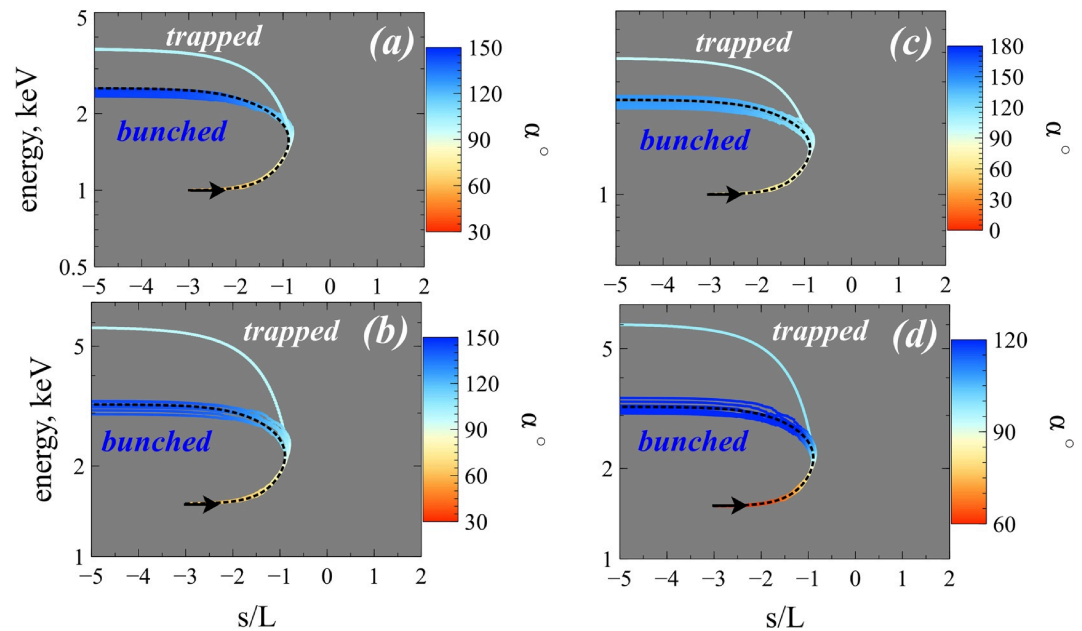 5
2
1
0.5
energy, keV
trapped
(a)
bunched
150
120
90
60
30
α°
−5 −4 −3 −2 −1 0 1 2
1
trapped
(c)
bunched
180
150
120
90
60
30
0
α°
−5 −4 −3 −2 −1 0 1 2
5
2
1
energy, keV
trapped
(b)
bunched
150
120
90
60
30
α°
−5 −4 −3 −2 −1 0 1 2
s/L
5
2
1
trapped
(d)
bunched
120
90
60
α°
−5 −4 −3 −2 −1 0 1 2
s/L